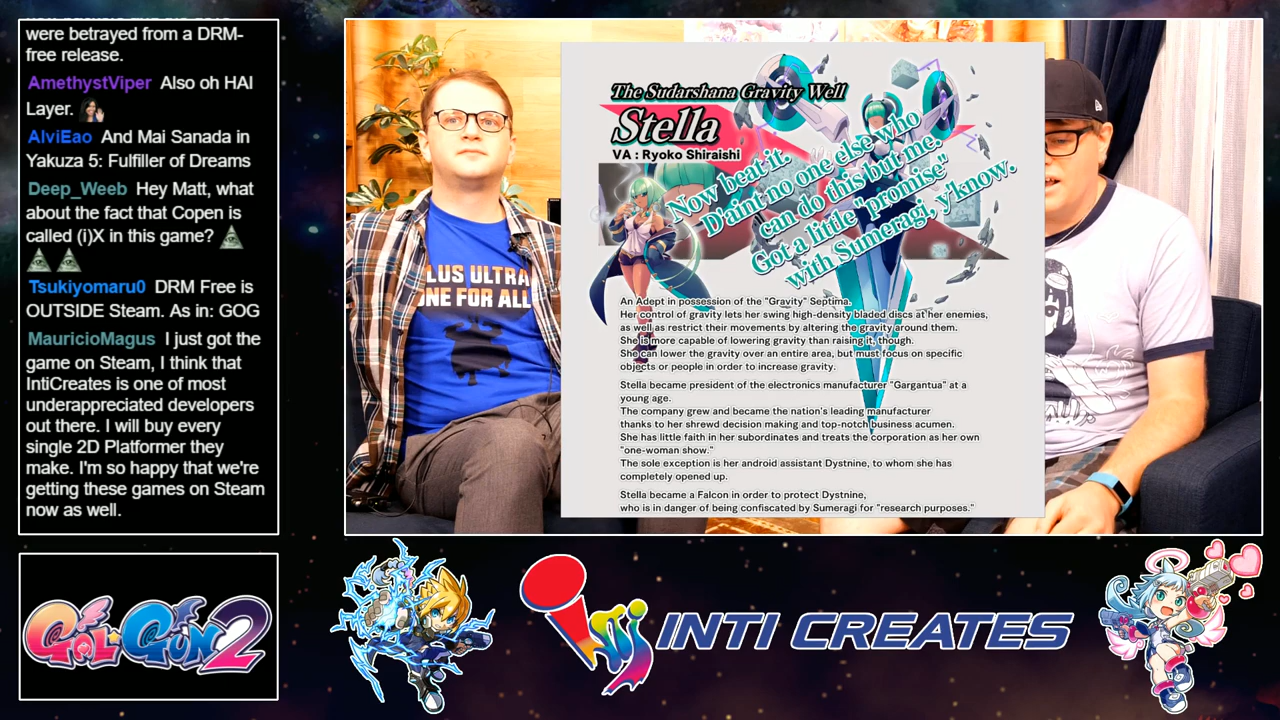 were betrayed from a DRM-
free release.
AmethystViper Also oh HAI
Layer.
AlviEao And Mai Sanada in
Yakuza 5: Fulfiller of Dreams
Deep_Weeb Hey Matt, what
about the fact that Copen is
called (i)X in this game?
Tsukiyomaru0 DRM Free is
OUTSIDE Steam. As in: GOG
MauricioMagus I just got the
game on Steam, I think that
IntiCreates is one of most
underappreciated developers
out there. I will buy every
single 2D Platformer they
make. I'm so happy that we're
getting these games on Steam
now as well.
GAL GUN 2
LUS ULTRA
ONE FOR ALL
The Sudarshana Gravity Well
Stella
VA : Ryoko Shiraishi
Now beat it.
D'aint no one else who
can do this but me.
Got a little "promise"
with Sumeragi, y'know.
An Adept in possession of the "Gravity" Septima.
Her control of gravity lets her swing high-density bladed discs at her enemies,
as well as restrict their movements by altering the gravity around them.
She is more capable of lowering gravity than raising it, though.
She can lower the gravity over an entire area, but must focus on specific
objects or people in order to increase gravity.
Stella became president of the electronics manufacturer "Gargantua" at a
young age.
The company grew and became the nation's leading manufacturer
thanks to her shrewd decision making and top-notch business acumen.
She has little faith in her subordinates and treats the corporation as her own
"one-woman show."
The sole exception is her android assistant Dystnine, to whom she has
completely opened up.
Stella became a Falcon in order to protect Dystnine,
who is in danger of being confiscated by Sumeragi for "research purposes."
Inti
INTI CREATES